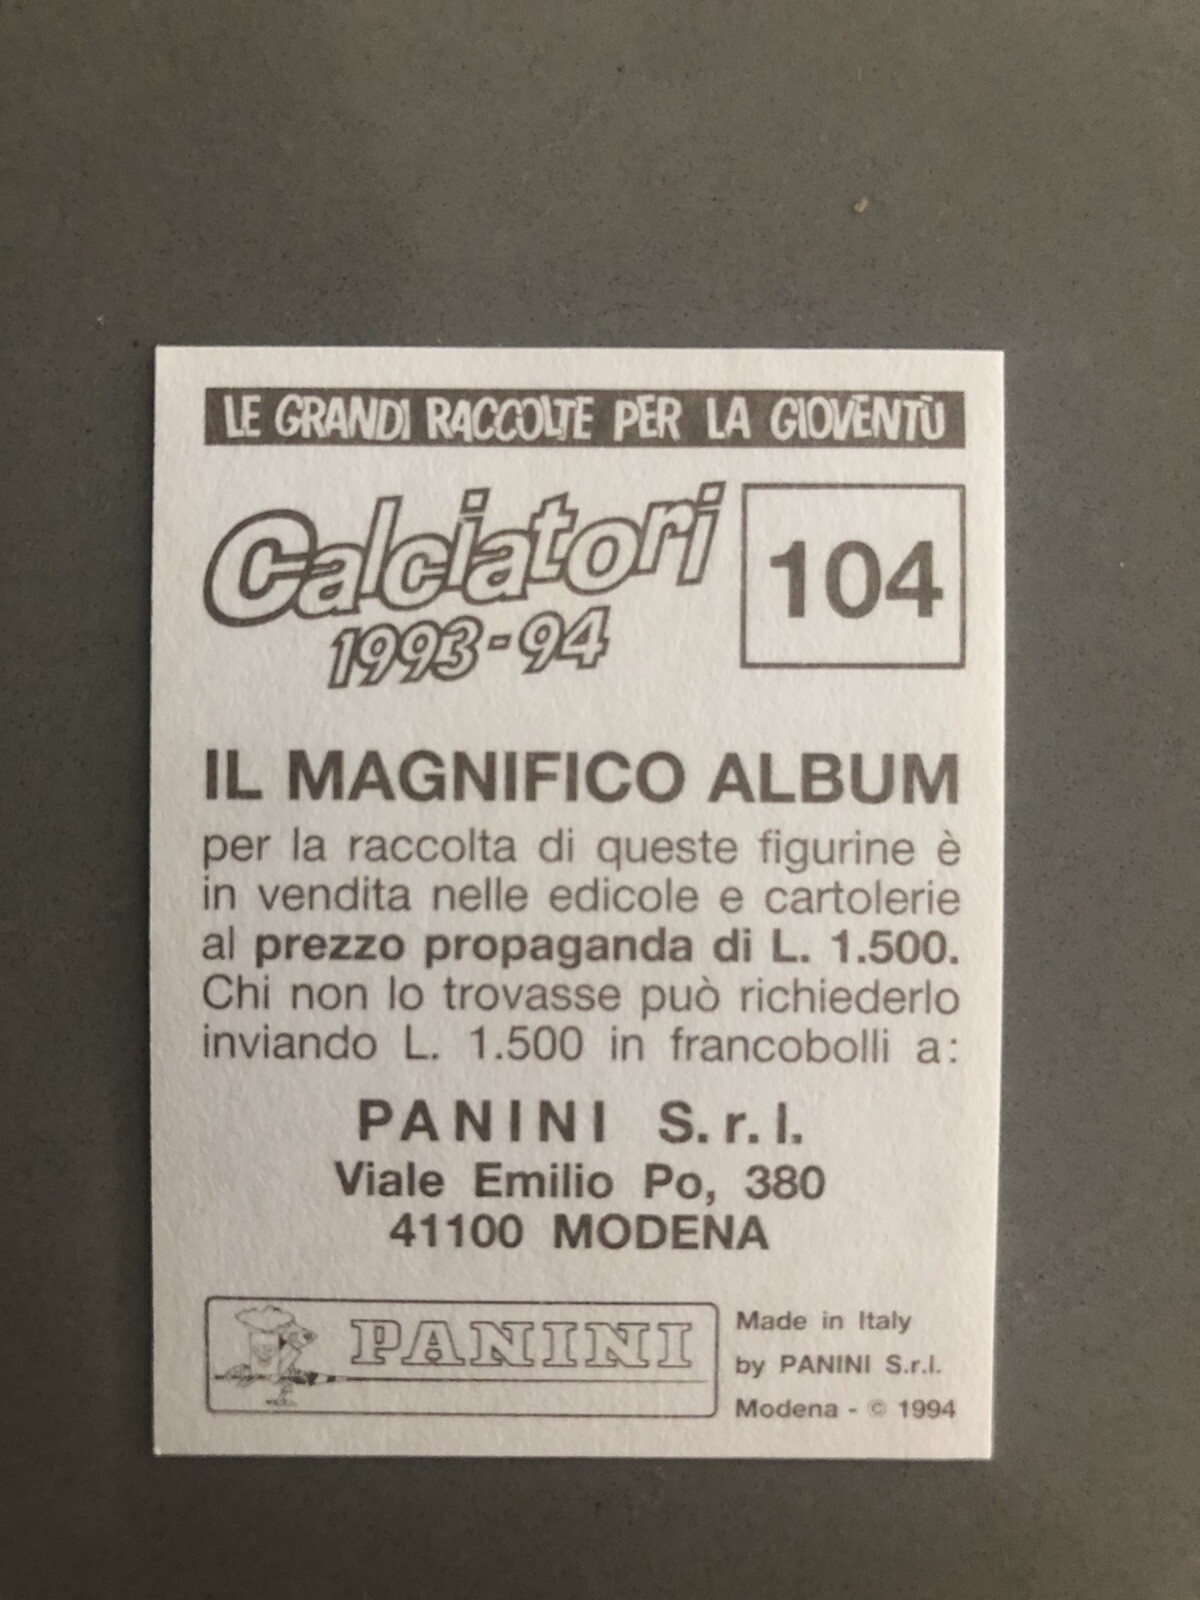 LE GRANDI RACCOLTE PER LA GIOVENTÙ
Calciatori
1993-94
104
IL MAGNIFICO ALBUM
per la raccolta di queste figurine è
in vendita nelle edicole e cartolerie
al prezzo propaganda di L. 1.500.
Chi non lo trovasse può richiederlo
inviando L. 1.500 in francobolli a:
PANINI S.r.l.
Viale Emilio Po, 380
41100 MODENA
PANINI
Made in Italy
by PANINI S.r.l.
Modena - © 1994